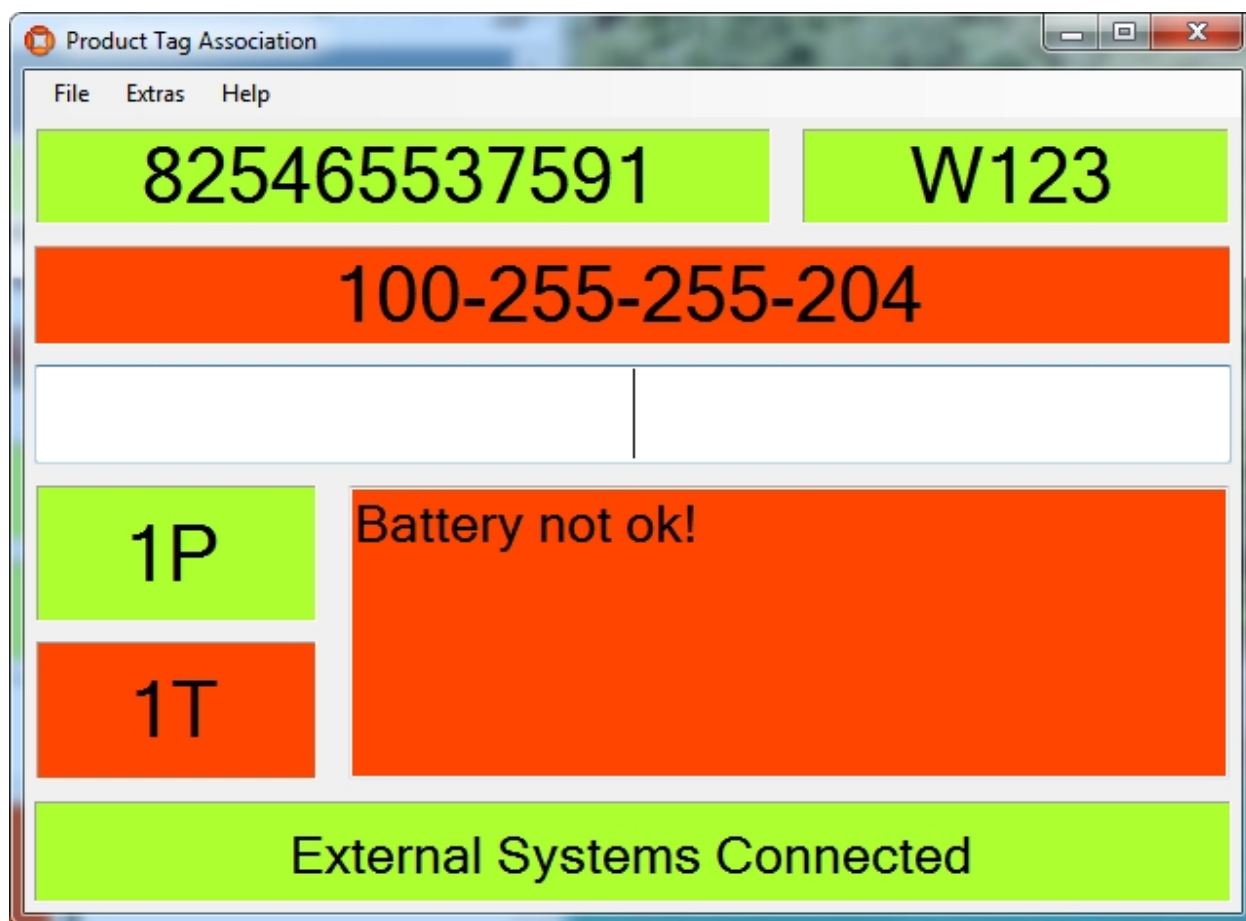 Product Tag Association
File Extras Help
825465537591 W123
100-255-255-204
1P
Battery not ok!
1T
External Systems Connected